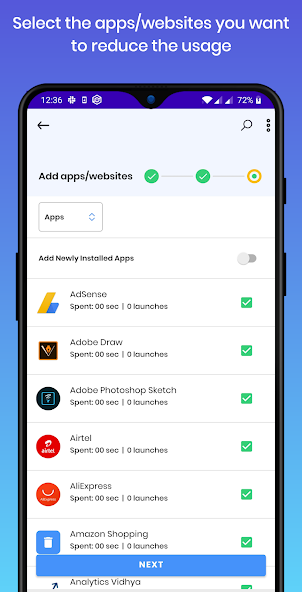 Select the apps/websites you want
to reduce the usage
12:36
72%
Add apps/websites
Apps
Add Newly Installed Apps
AdSense
Spent: 00 sec | 0 launches
Adobe Draw
Spent: 00 sec | 0 launches
Adobe Photoshop Sketch
Spent: 00 sec | 0 launches
airtel
Airtel
Spent: 00 sec | 0 launches
AliExpress
AliExpress
Spent: 00 sec | 0 launches
Amazon Shopping
Spent: 00 sec | 0 launches
NEXT
Analytics Vidhya